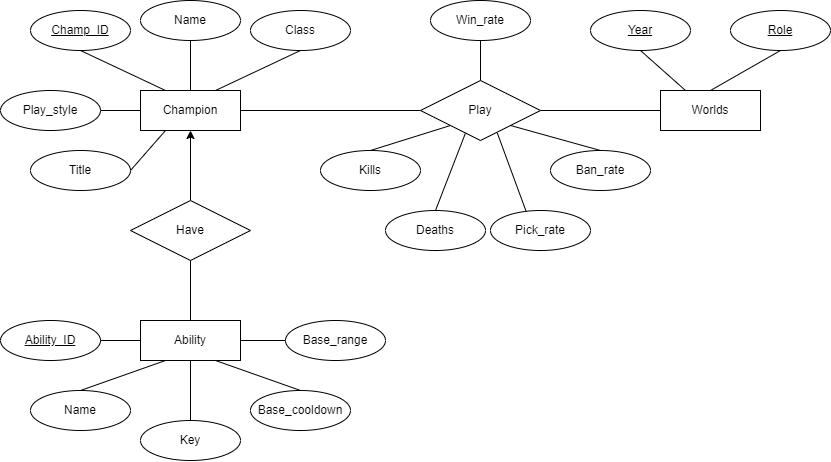 Name
Win_rate
Champ_ID
Class
Year
Role
Play_style
Champion
Play
Worlds
Title
Kills
Ban_rate
Have
Deaths
Pick_rate
Ability_ID
Ability
Base_range
Name
Base_cooldown
Key